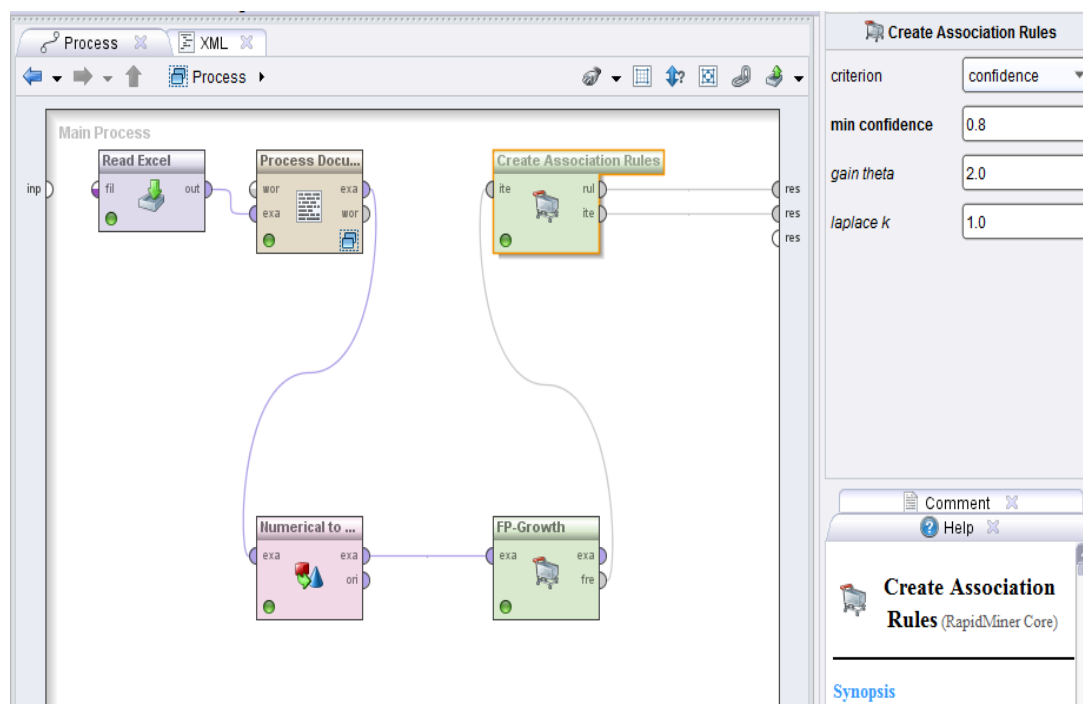 Process
XML
Process
Main Process
Read Excel
fil
out
Process Docu...
wor
exa
exa
wor
Create Association Rules
ite
rul
ite
inp
res
res
res
Numerical to ...
exa
exa
ori
FP-Growth
exa
exa
fre
Create Association Rules
criterion
confidence
min confidence
0.8
gain theta
2.0
laplace k
1.0
Comment
Help
Create Association
Rules (RapidMiner Core)
Synopsis